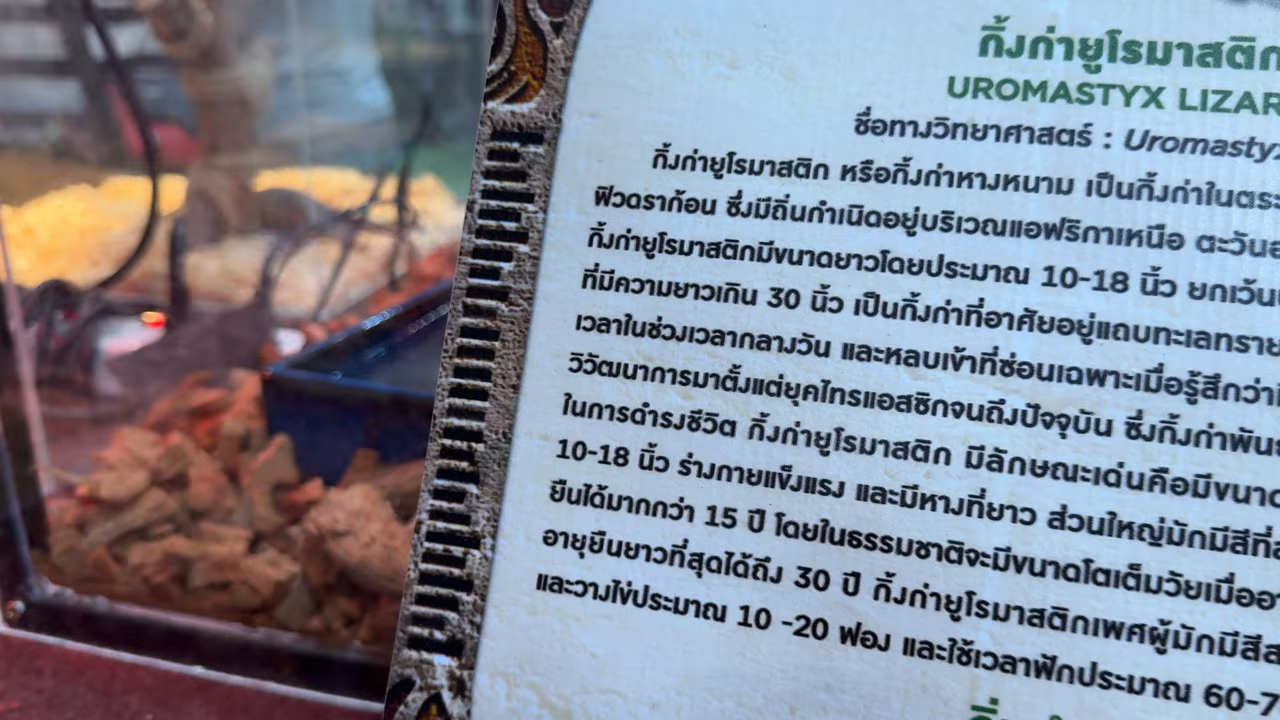 กิ้งก่ายูโรมาสติก
UROMASTYX LIZAR
ชื่อทางวิทยาศาสตร์ : Uromastyx
กิ้งก่ายูโรมาสติก หรือกิ้งก่าหางหนาม เป็นกิ้งก่าในตระ
ฟิวดราก้อน ซึ่งมีถิ่นกำเนิดอยู่บริเวณแอฟริกาเหนือ ตะวันอ
กิ้งก่ายูโรมาสติกมีขนาดยาวโดยประมาณ 10-18 นิ้ว ยกเว้น
ที่มีความยาวเกิน 30 นิ้ว เป็นกิ้งก่าที่อาศัยอยู่แถบทะเลทราย
เวลาในช่วงเวลากลางวัน และหลบเข้าที่ซ่อนเฉพาะเมื่อรู้สึกว่า
วิวัฒนาการมาตั้งแต่ยุคไทรแอสซิกจนถึงปัจจุบัน ซึ่งกิ้งก่าพัน
ในการดำรงชีวิต กิ้งก่ายูโรมาสติก มีลักษณะเด่นคือมีขนาด
10-18 นิ้ว ร่างกายแข็งแรง และมีหางที่ยาว ส่วนใหญ่มักมีสีที่
ยืนได้มากกว่า 15 ปี โดยในธรรมชาติจะมีขนาดโตเต็มวัยเมื่ออา
อายุยืนยาวที่สุดได้ถึง 30 ปี กิ้งก่ายูโรมาสติกเพศผู้มักมีสีส
และวางไข่ประมาณ 10 -20 ฟอง และใช้เวลาฟักประมาณ 60-7